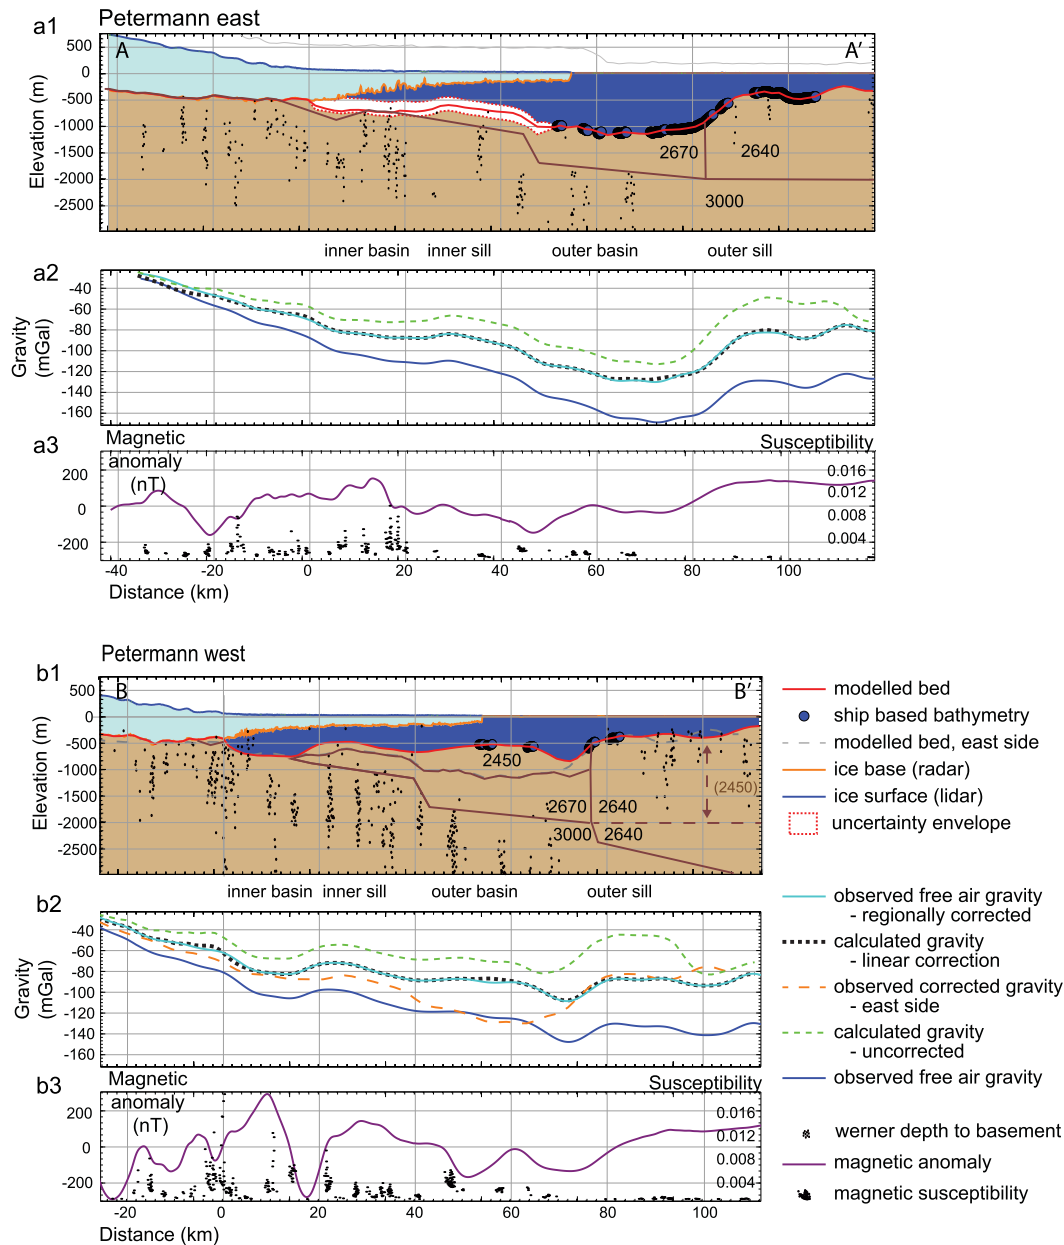 Petermann east
a1
A
A'
500
0
-500
-1000
-1500
-2000
-2500
Elevation (m)
2670
2640
3000
inner basin
inner sill
outer basin
outer sill
a2
-40
-60
-80
-100
-120
-140
-160
Gravity
(mGal)
a3
Magnetic
anomaly
(nT)
Susceptibility
200
0
-200
0.016
0.012
0.008
0.004
-40
-20
0
20
40
60
80
100
Distance (km)
Petermann west
b1
B
B'
500
0
-500
-1000
-1500
-2000
-2500
Elevation (m)
2450
(2450)
2670
2640
3000
2640
inner basin
inner sill
outer basin
outer sill
b2
-40
-60
-80
-100
-120
-140
-160
Gravity
(mGal)
b3
Magnetic
anomaly
(nT)
Susceptibility
200
0
-200
0.016
0.012
0.008
0.004
-20
0
20
40
60
80
100
Distance (km)
modelled bed
ship based bathymetry
modelled bed, east side
ice base (radar)
ice surface (lidar)
uncertainty envelope
observed free air gravity
- regionally corrected
calculated gravity
- linear correction
observed corrected gravity
- east side
calculated gravity
- uncorrected
observed free air gravity
werner depth to basement
magnetic anomaly
magnetic susceptibility